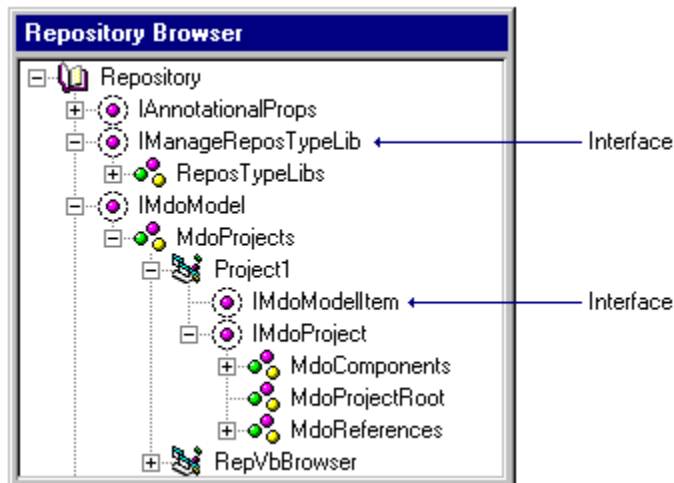 Repository Browser
Repository
IAnnotationalProps
IManageReposTypeLib Interface
ReposTypeLibs
IMdoModel
MdoProjects
Project1
IMdoModelItem Interface
IMdoProject
MdoComponents
MdoProjectRoot
MdoReferences
RepVbBrowser